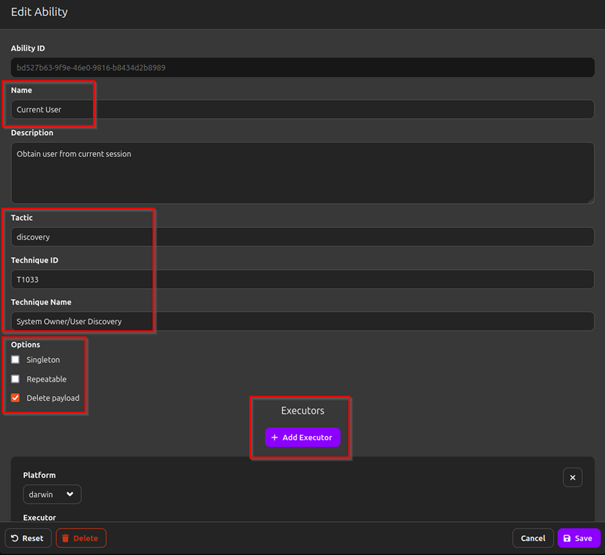 Edit Ability
Ability ID
bd527b63-9f9e-46e0-9816-b8434d2b8989
Name
Current User
Description
Obtain user from current session
Tactic
discovery
Technique ID
T1033
Technique Name
System Owner/User Discovery
Options
Singleton
Repeatable
Delete payload
Executors
+ Add Executor
Platform
darwin
Executor
Reset
Delete
Cancel
Save